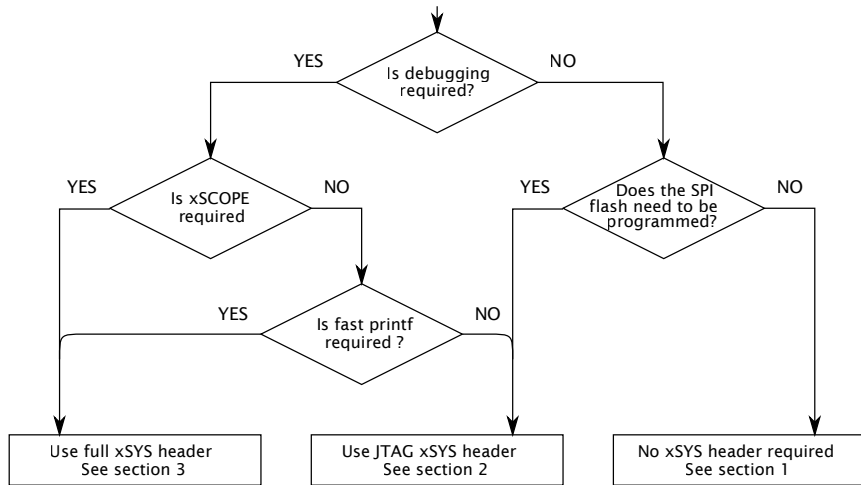 YES
Is debugging
required?
NO
YES
Is xSCOPE
required
NO
YES
Does the SPI
flash need to be
programmed?
NO
YES
Is fast printf
required ?
NO
Use full xSYS header
See section 3
Use JTAG xSYS header
See section 2
No xSYS header required
See section 1